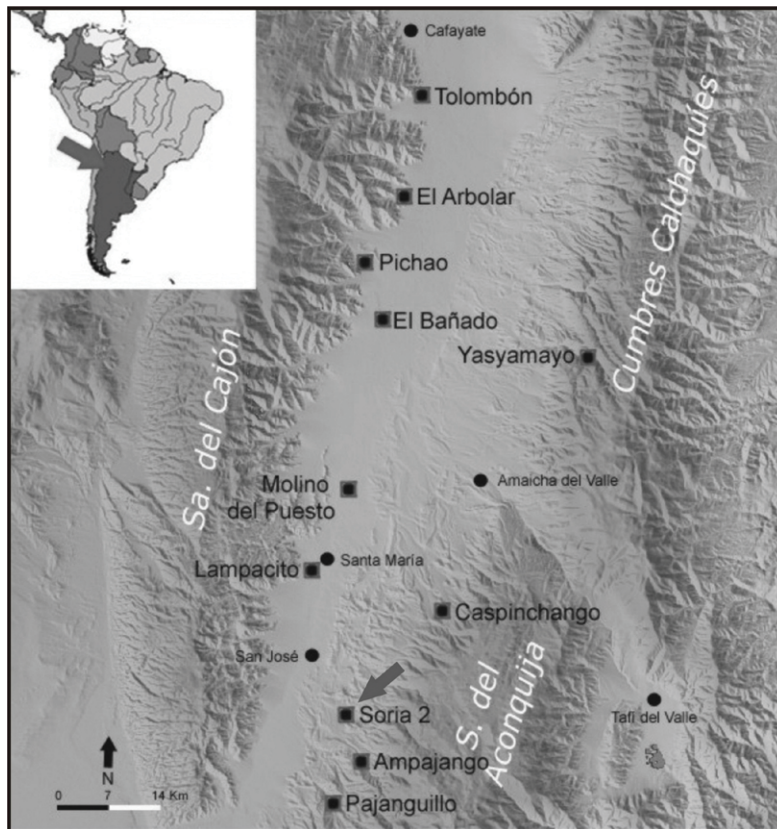 Cafayate
Tolombón
Cumbres Calchaquíes
El Arbolar
Pichao
El Bañado
Yasyamayo
Sa. del Cajón
Molino
del Puesto
Amaicha del Valle
Santa María
Lampacito
Caspinchango
San José
S. del
Aconquija
Soria 2
Tafi del Valle
Ampajango
Pajanguillo
N
0 7 14 Km